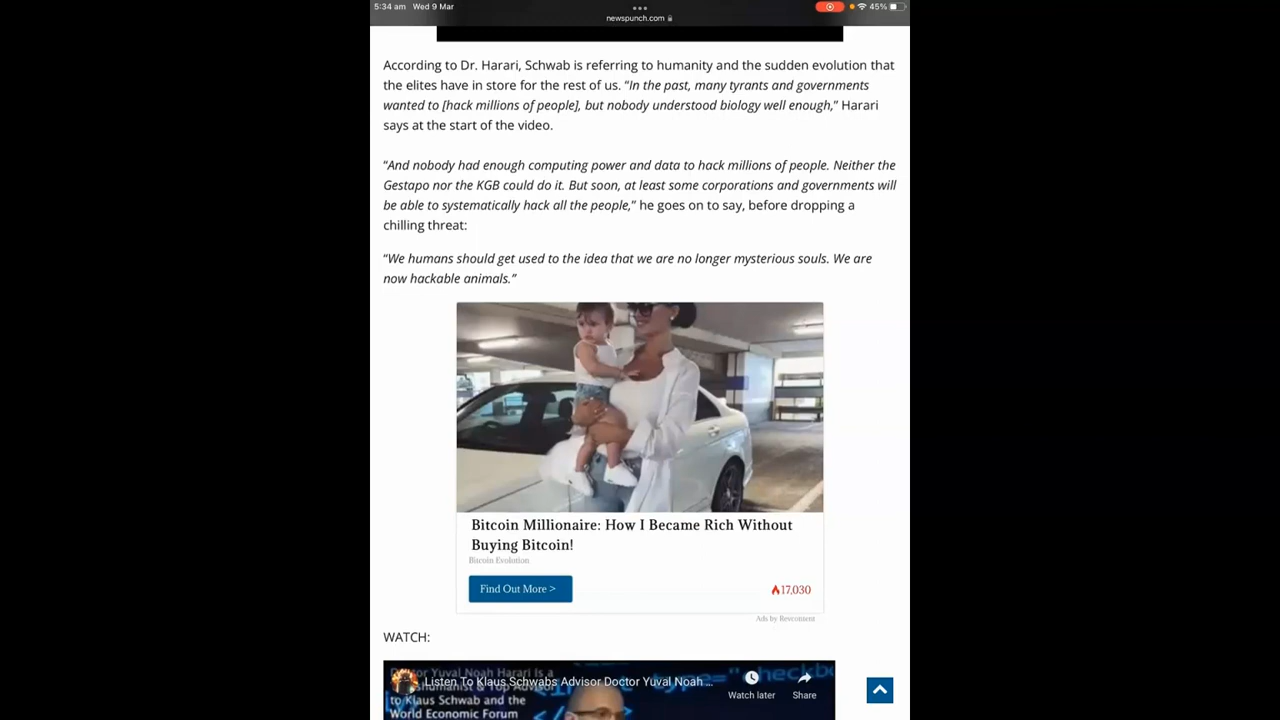 5:34 am Wed 9 Mar
newspunch.com
45%
According to Dr. Harari, Schwab is referring to humanity and the sudden evolution that
the elites have in store for the rest of us. “In the past, many tyrants and governments
wanted to [hack millions of people], but nobody understood biology well enough,” Harari
says at the start of the video.
“And nobody had enough computing power and data to hack millions of people. Neither the
Gestapo nor the KGB could do it. But soon, at least some corporations and governments will
be able to systematically hack all the people,” he goes on to say, before dropping a
chilling threat:
“We humans should get used to the idea that we are no longer mysterious souls. We are
now hackable animals.”
Bitcoin Millionaire: How I Became Rich Without
Buying Bitcoin!
Bitcoin Evolution
Find Out More >
17,030
Ads by Revcontent
WATCH:
Listen To Klaus Schwabs Advisor Doctor Yuval Noah ...
Watch later
Share
Yuval Noah Harari is a
to Klaus Schwab and the
World Economic Forum